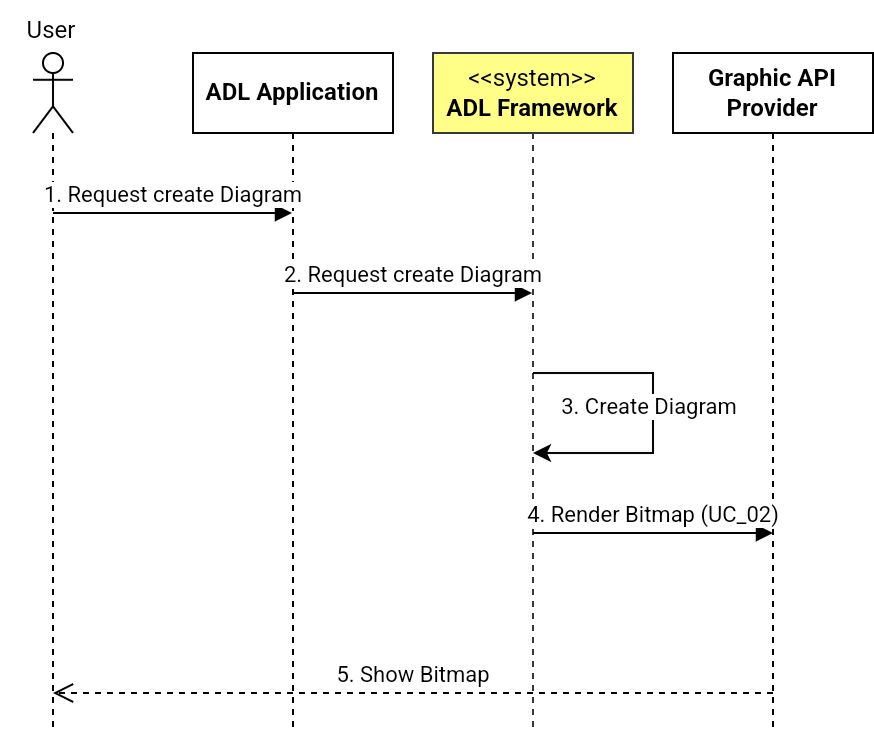 User
ADL Application
<<system>>
ADL Framework
Graphic API
Provider
1. Request create Diagram
2. Request create Diagram
3. Create Diagram
4. Render Bitmap (UC_02)
5. Show Bitmap